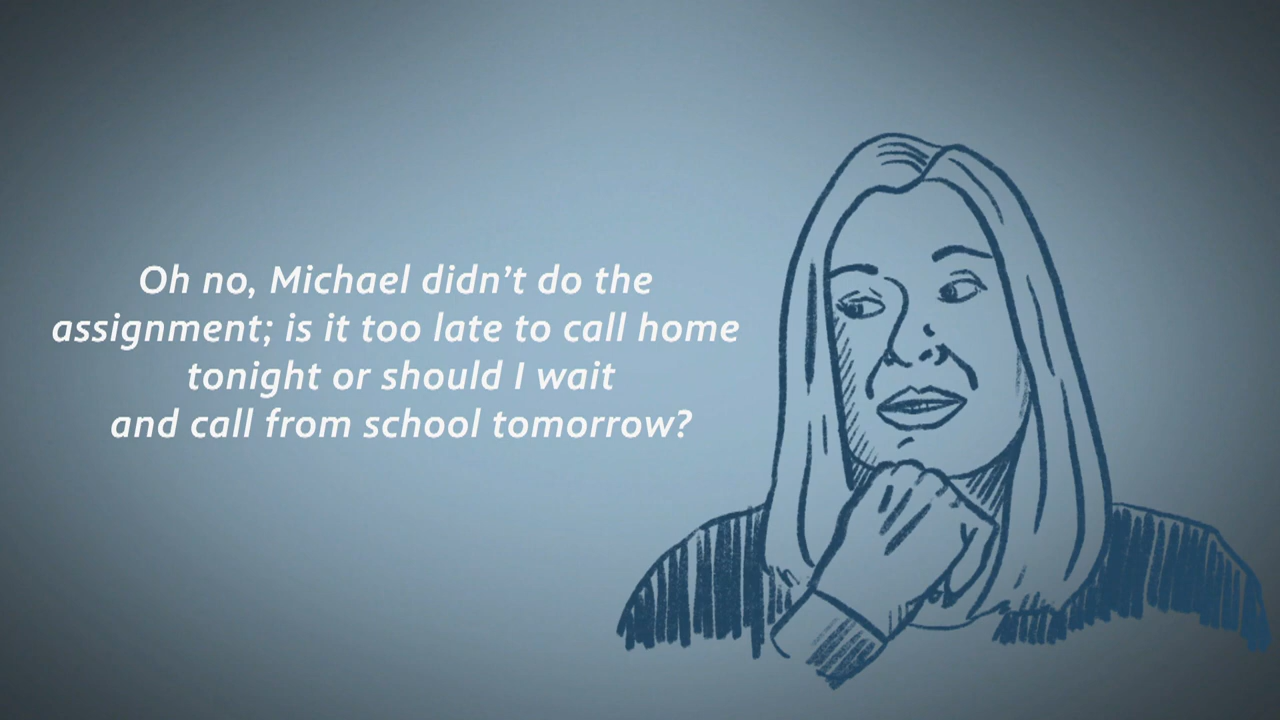 Oh no, Michael didn’t do the
assignment; is it too late to call home
tonight or should I wait
and call from school tomorrow?